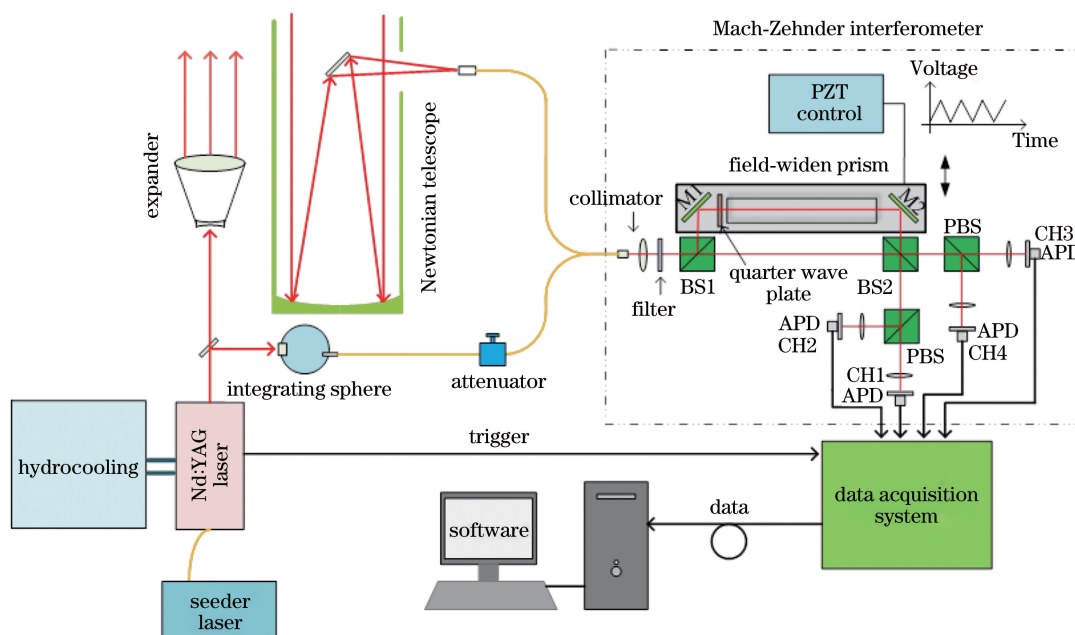 Mach-Zehnder interferometer
PZT
control
Voltage
Time
expander
Newtonian telescope
field-widen prism
collimator
M1
M2
PBS
CH3
APD
filter
BS1
quarter wave
plate
BS2
APD
CH2
PBS
APD
CH4
CH1
APD
integrating sphere
attenuator
hydrocooling
Nd:YAG
laser
trigger
data acquisition
system
software
data
seeder
laser